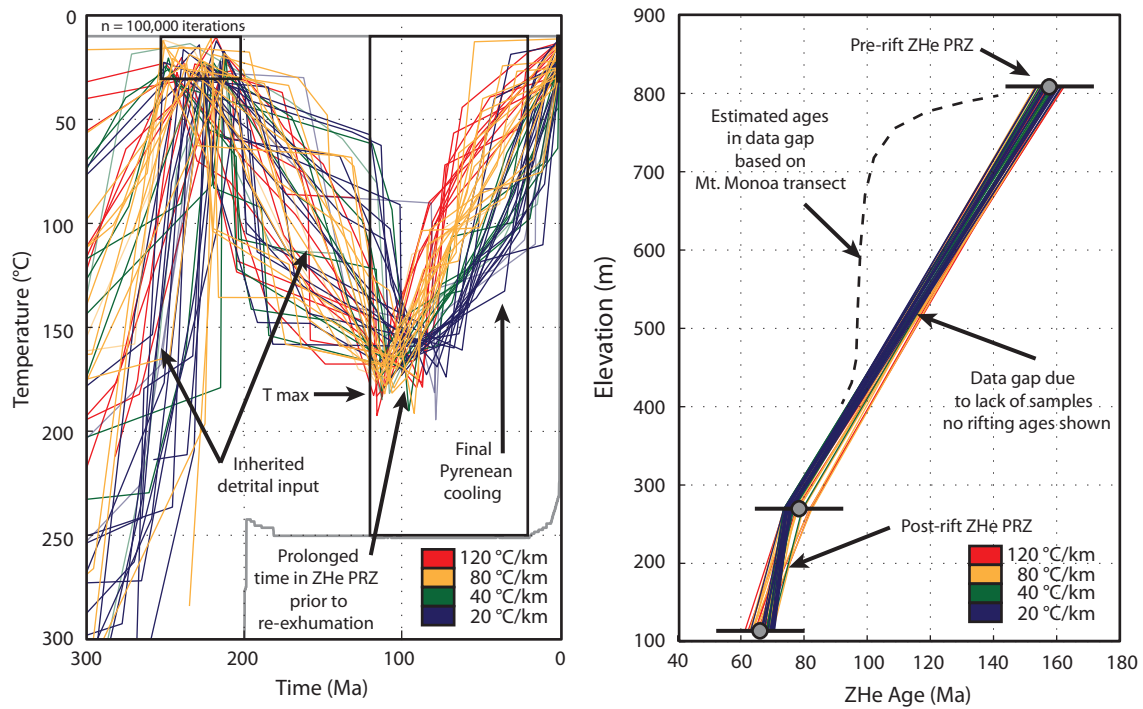 n = 100,000 iterations
0
50
100
150
200
250
300
Temperature (°C)
300
200
100
0
Time (Ma)
T max
Inherited
detrital input
Final
Pyrenean
cooling
Prolonged
time in ZHe PRZ
prior to
re-exhumation
120 °C/km
80 °C/km
40 °C/km
20 °C/km
900
800
700
600
500
400
300
200
100
Elevation (m)
40
60
80
100
120
140
160
180
ZHe Age (Ma)
Pre-rift ZHe PRZ
Estimated ages
in data gap
based on
Mt. Monoa transect
Data gap due
to lack of samples
no rifting ages shown
Post-rift ZHe PRZ
120 °C/km
80 °C/km
40 °C/km
20 °C/km